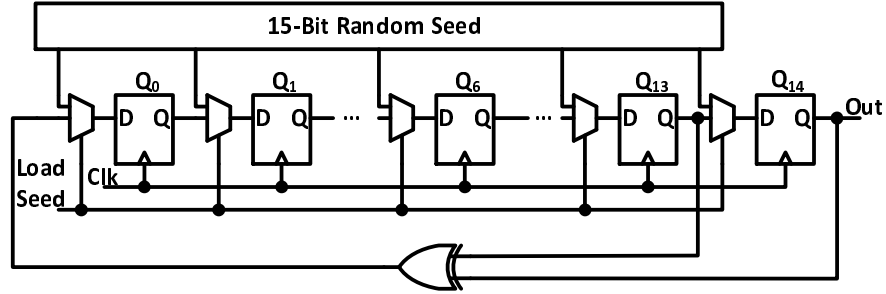 15-Bit Random Seed
Q0 Q1 Q6 Q13 Q14
D Q D Q ... D Q ... D Q D Q Out
Load
Seed
Clk